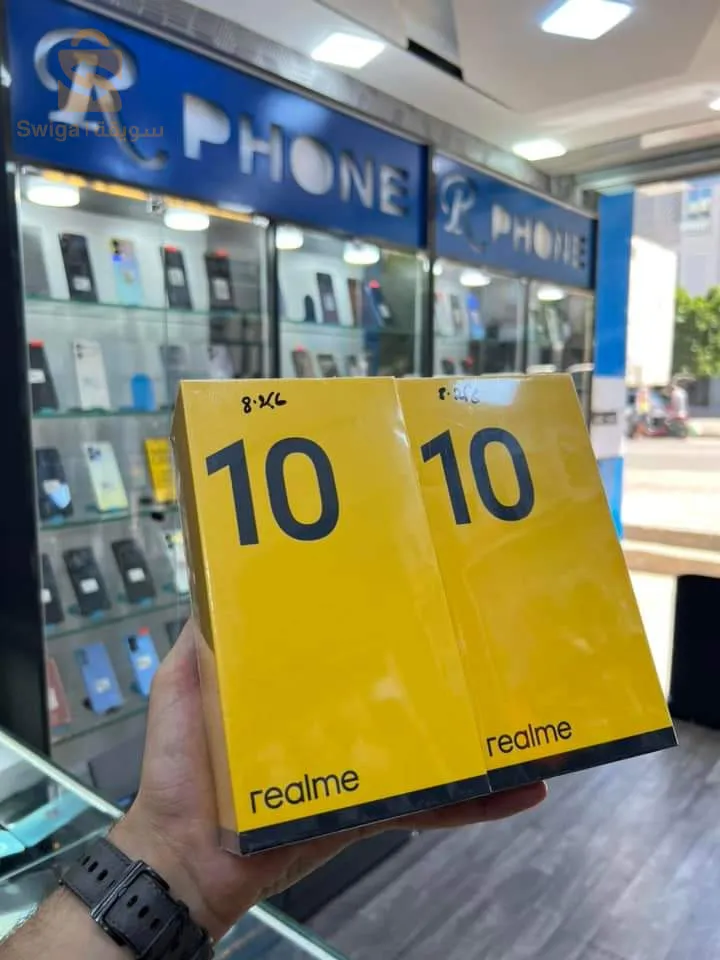 R PHONE
R PHONE
Swiga سويقة
8.256
8.256
10
10
realme
realme